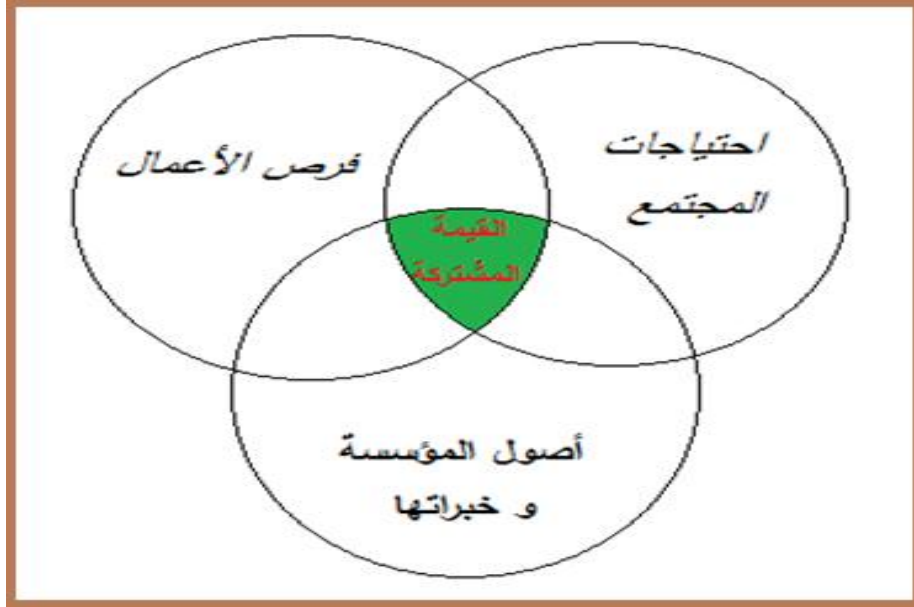 احتياجات
المجتمع
فرص الأعمال
القيمة
المشتركة
أصول المؤسسة
و خبراتها